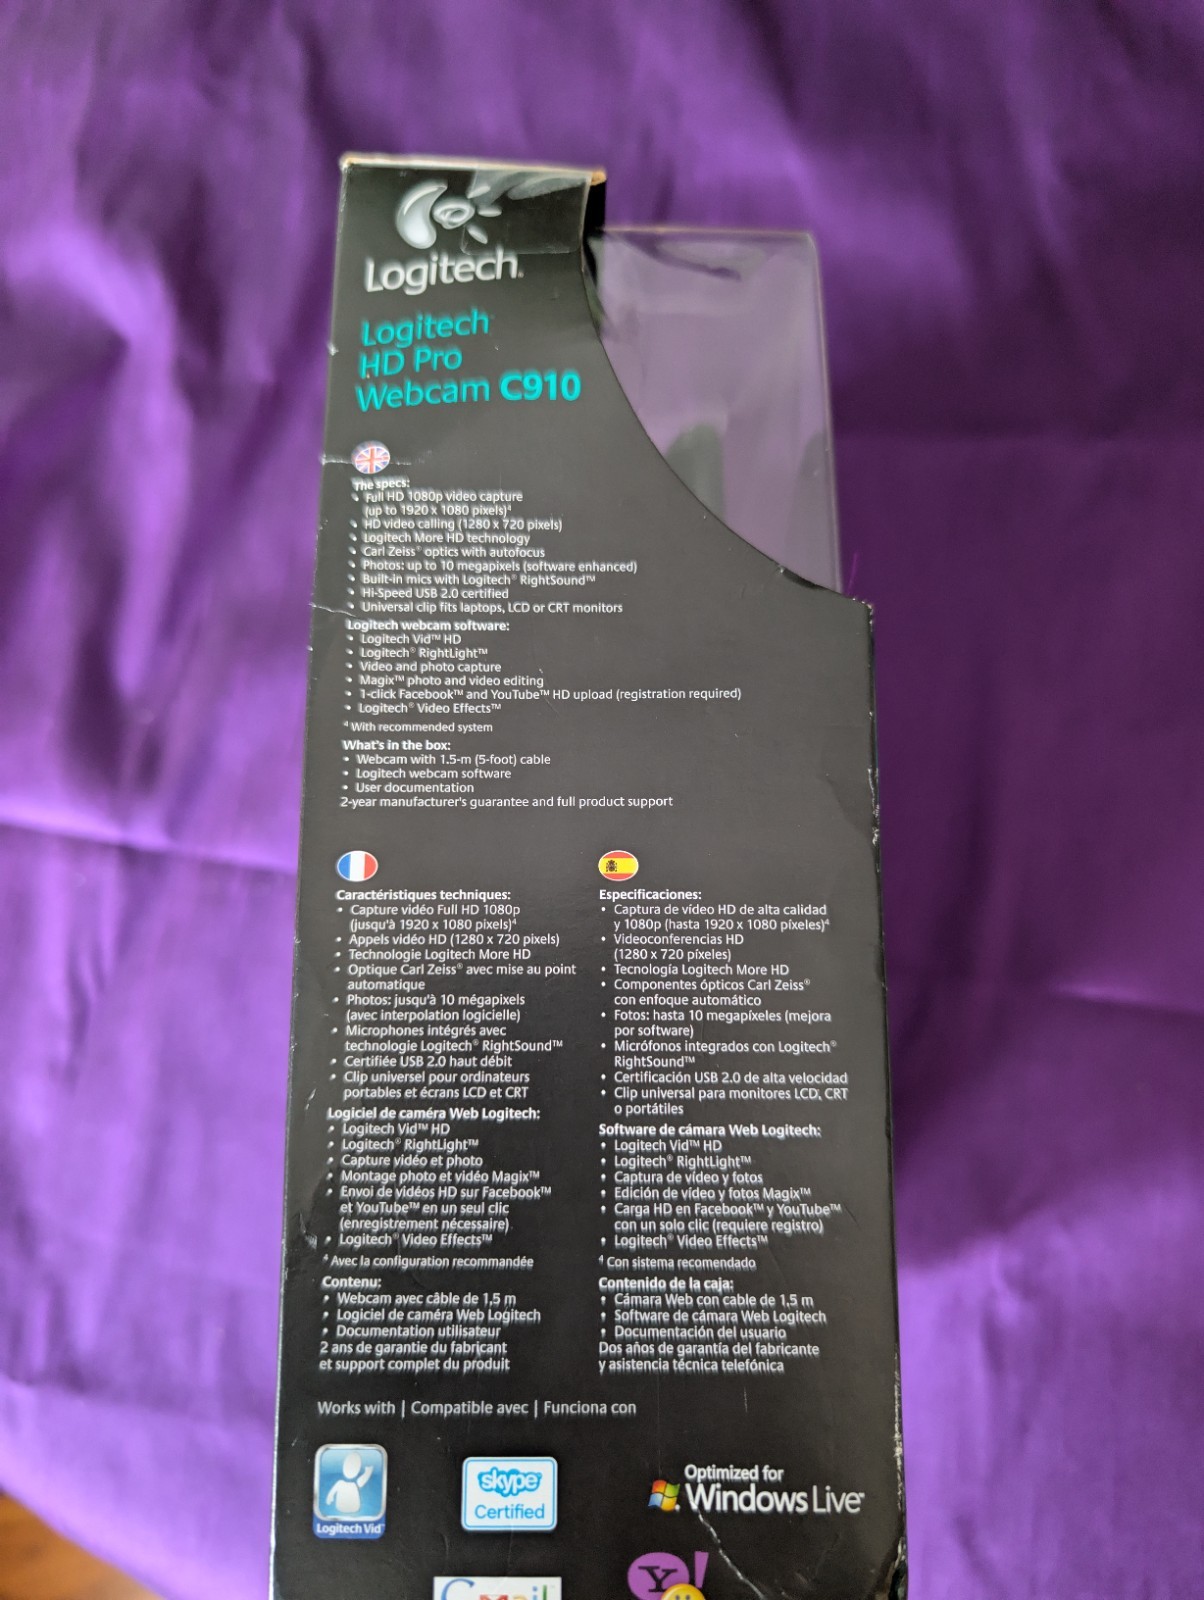 Logitech.
Logitech
HD Pro
Webcam C910
The specs:
• Full HD 1080p video capture
(up to 1920 x 1080 pixels)⁴
• HD video calling (1280 x 720 pixels)
• Logitech More HD technology
• Carl Zeiss® optics with autofocus
• Photos: up to 10 megapixels (software enhanced)
• Built-in mics with Logitech® RightSound™
• Hi-Speed USB 2.0 certified
• Universal clip fits laptops, LCD or CRT monitors
Logitech webcam software:
• Logitech Vid™ HD
• Logitech® RightLight™
• Video and photo capture
• Magix™ photo and video editing
• 1-click Facebook™ and YouTube™ HD upload (registration required)
• Logitech® Video Effects™
⁴ With recommended system
What's in the box:
• Webcam with 1.5-m (5-foot) cable
• Logitech webcam software
• User documentation
2-year manufacturer's guarantee and full product support
Caractéristiques techniques:
• Capture vidéo Full HD 1080p
(jusqu'à 1920 x 1080 pixels)⁴
• Appels vidéo HD (1280 x 720 pixels)
• Technologie Logitech More HD
• Optique Carl Zeiss® avec mise au point
automatique
• Photos: jusqu'à 10 mégapixels
(avec interpolation logicielle)
• Microphones intégrés avec
technologie Logitech® RightSound™
• Certifiée USB 2.0 haut débit
• Clip universel pour ordinateurs
portables et écrans LCD et CRT
Logiciel de caméra Web Logitech:
• Logitech Vid™ HD
• Logitech® RightLight™
• Capture vidéo et photo
• Montage photo et vidéo Magix™
• Envoi de vidéos HD sur Facebook™
et YouTube™ en un seul clic
(enregistrement nécessaire)
• Logitech® Video Effects™
⁴ Avec la configuration recommandée
Contenu:
• Webcam avec câble de 1,5 m
• Logiciel de caméra Web Logitech
• Documentation utilisateur
2 ans de garantie du fabricant
et support complet du produit
Especificaciones:
• Captura de vídeo HD de alta calidad
y 1080p (hasta 1920 x 1080 píxeles)⁴
• Videoconferencias HD
(1280 x 720 píxeles)
• Tecnología Logitech More HD
• Componentes ópticos Carl Zeiss®
con enfoque automático
• Fotos: hasta 10 megapíxeles (mejora
por software)
• Micrófonos integrados con Logitech®
RightSound™
• Certificación USB 2.0 de alta velocidad
• Clip universal para monitores LCD, CRT
o portátiles
Software de cámara Web Logitech:
• Logitech Vid™ HD
• Logitech® RightLight™
• Captura de vídeo y fotos
• Edición de vídeo y fotos Magix™
• Carga HD en Facebook™ y YouTube™
con un solo clic (requiere registro)
• Logitech® Video Effects™
⁴ Con sistema recomendado
Contenido de la caja:
• Cámara Web con cable de 1,5 m
• Software de cámara Web Logitech
• Documentación del usuario
Dos años de garantía del fabricante
y asistencia técnica telefónica
Works with | Compatible avec | Funciona con
Logitech Vid™
skype™
Certified
Optimized for
Windows Live™
Y!
Gmail